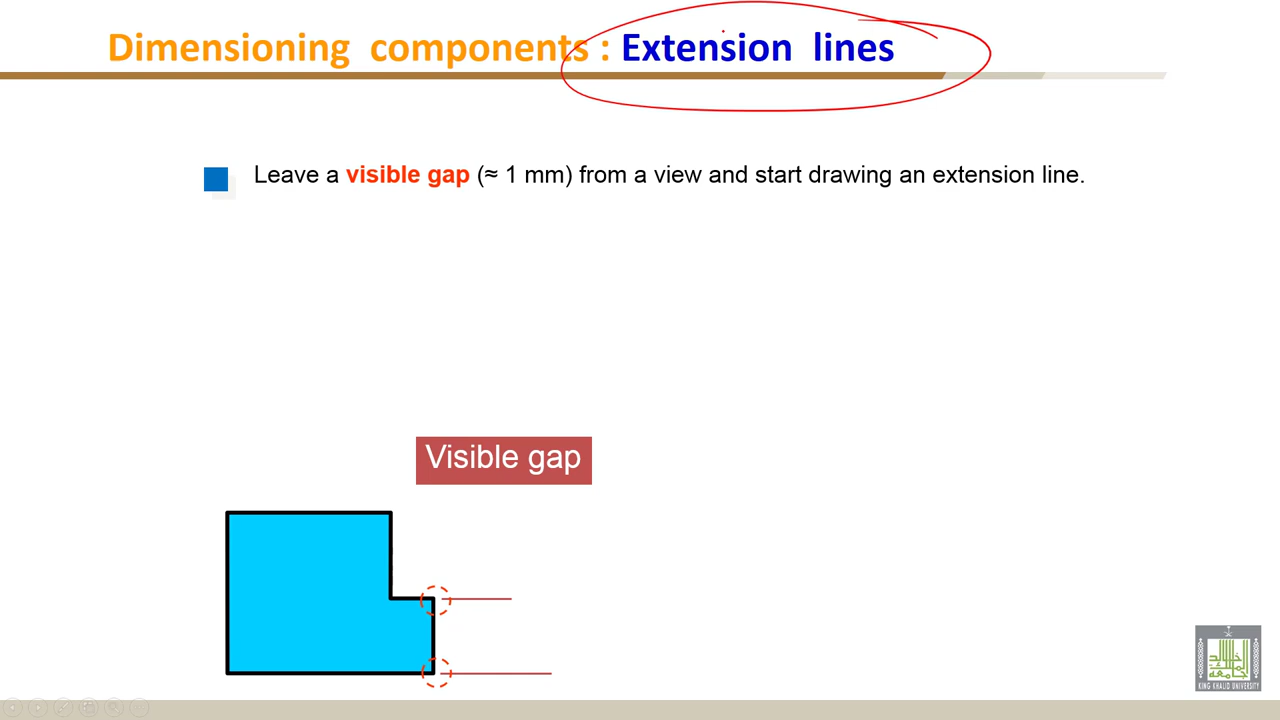 Dimensioning components : Extension lines
Leave a visible gap (≈ 1 mm) from a view and start drawing an extension line.
Visible gap
KING KHALID UNIVERSITY